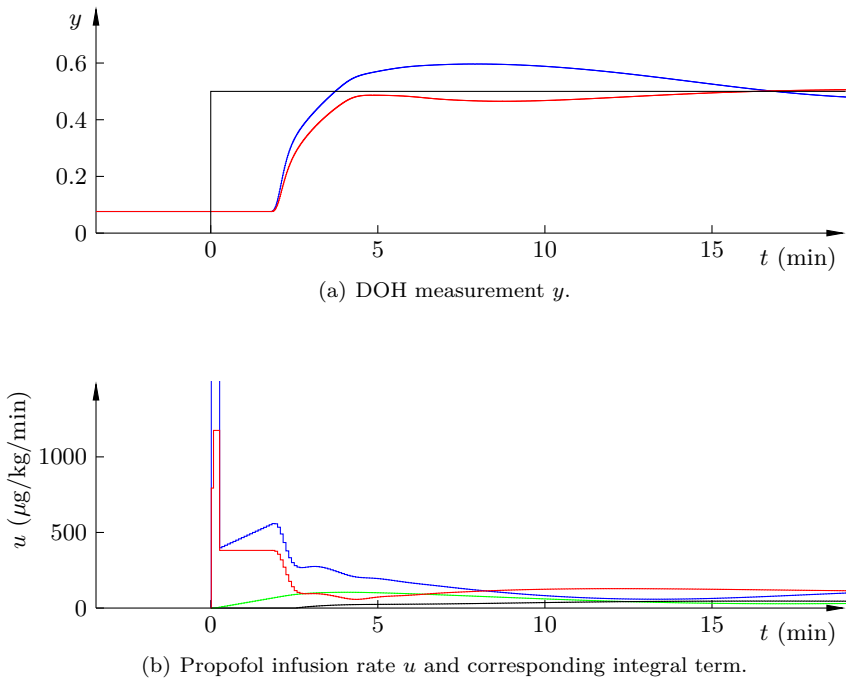 y
0.6
0.4
0.2
0
0
5
10
15
t (min)
(a) DOH measurement y.
u (µg/kg/min)
1000
500
0
0
5
10
15
t (min)
(b) Propofol infusion rate u and corresponding integral term.